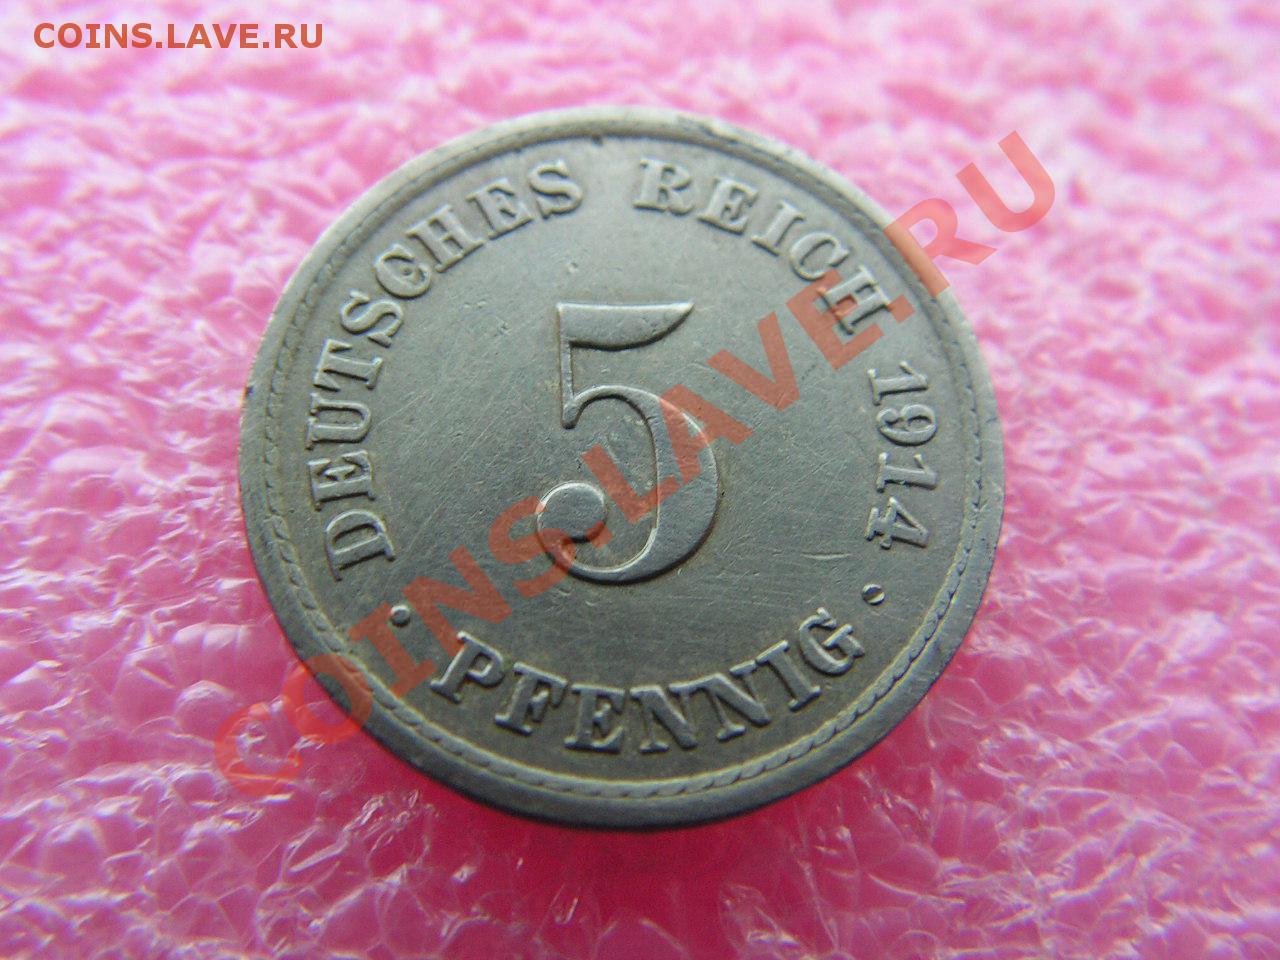 COINS.LAVE.RU
DEUTSCHES REICH 1914
5
• PFENNIG •
COINS.LAVE.RU